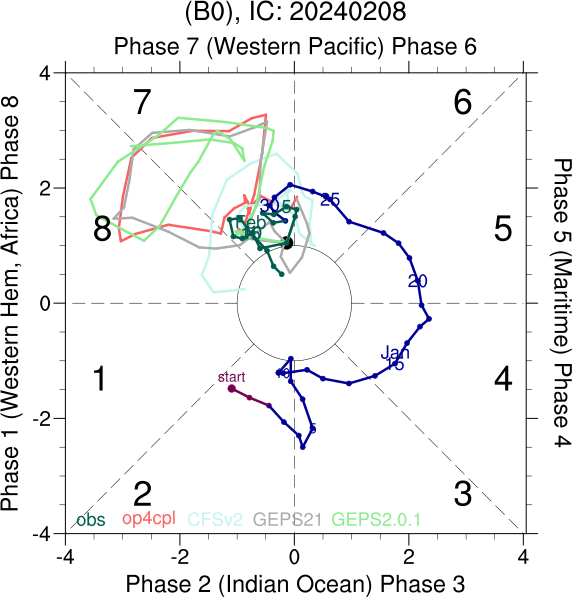 (B0), IC: 20240208
Phase 7 (Western Pacific) Phase 6
Phase 1 (Western Hem, Africa) Phase 8
Phase 5 (Maritime) Phase 4
4
2
0
-2
-4
7
6
8
5
1
4
2
3
30
5
25
20
Jan
15
10
5
start
obs
op4cpl
CFSv2
GEPS21
GEPS2.0.1
-4
-2
0
2
4
Phase 2 (Indian Ocean) Phase 3